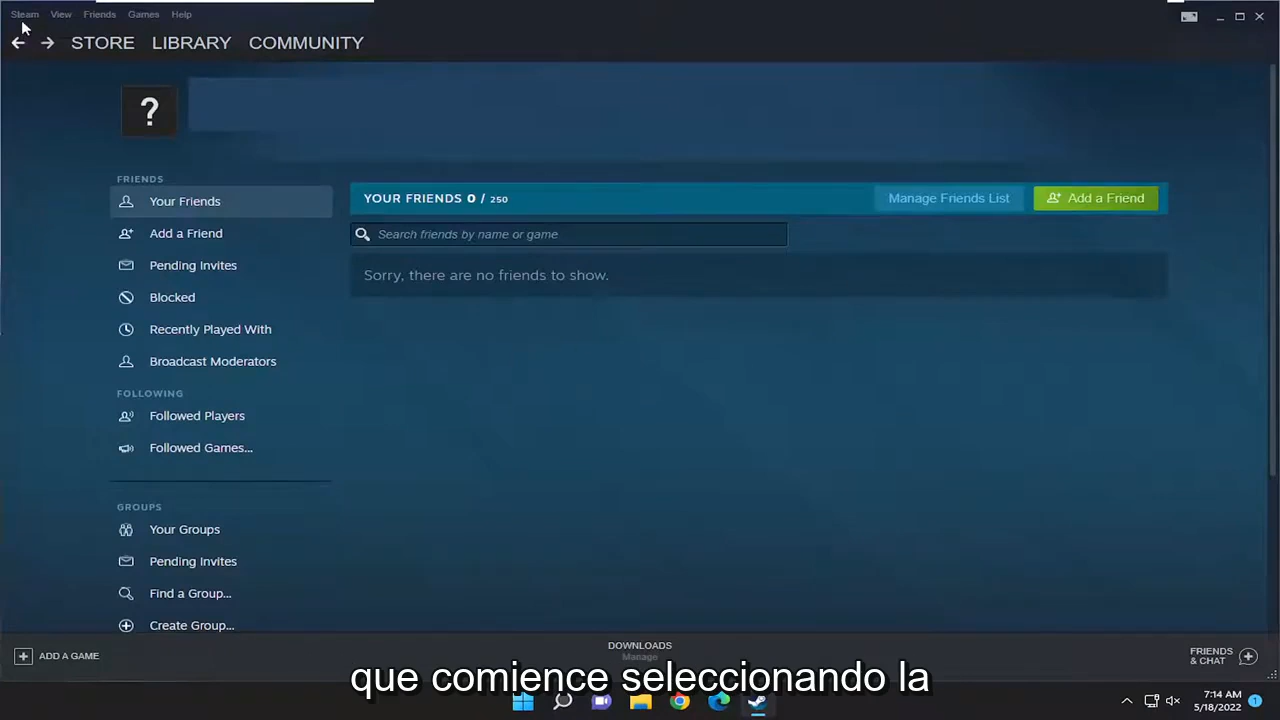 Steam View Friends Games Help
STORE LIBRARY COMMUNITY
?
FRIENDS
Your Friends
Add a Friend
Pending Invites
Blocked
Recently Played With
Broadcast Moderators
FOLLOWING
Followed Players
Followed Games...
GROUPS
Your Groups
Pending Invites
Find a Group...
Create Group...
YOUR FRIENDS 0 / 250
Manage Friends List
Add a Friend
Search friends by name or game
Sorry, there are no friends to show.
ADD A GAME
DOWNLOADS
Manage
FRIENDS
& CHAT
que comience seleccionando la
7:14 AM
5/18/2022
1